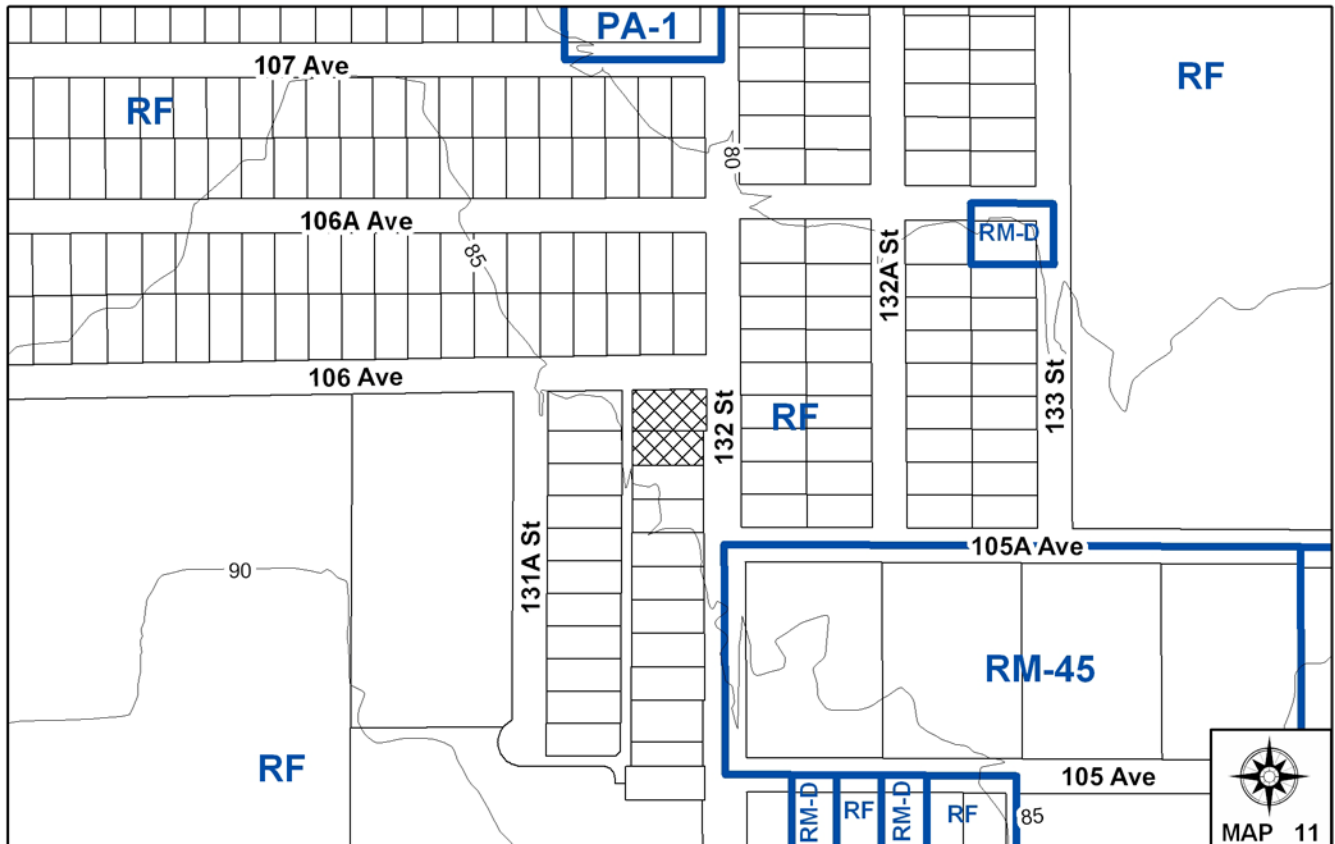 PA-1
107 Ave
RF
RF
80
106A Ave
85
RM-D
132A St
106 Ave
133 St
132 St
RF
131A St
105A Ave
90
RM-45
RF
105 Ave
RM-D
RF
RM-D
RF
85
MAP 11